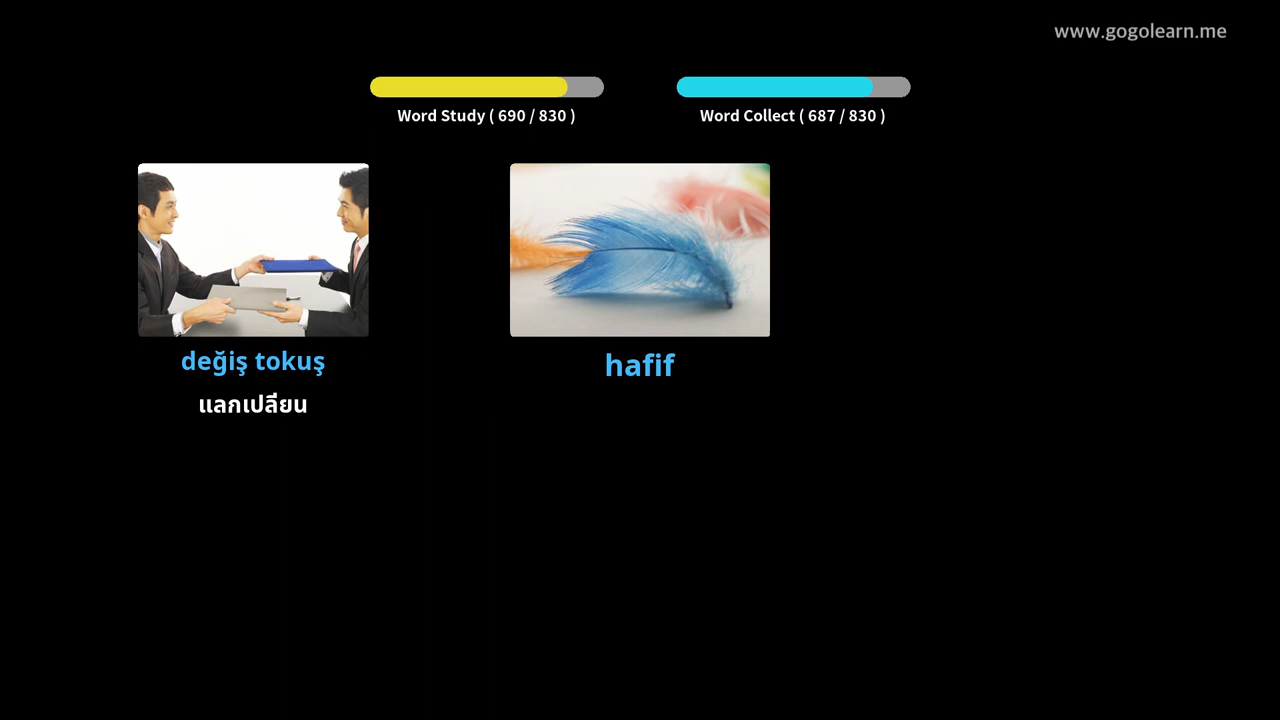 www.gogolearn.me
Word Study ( 690 / 830 )
Word Collect ( 687 / 830 )
değiş tokuş
แลกเปลี่ยน
hafif